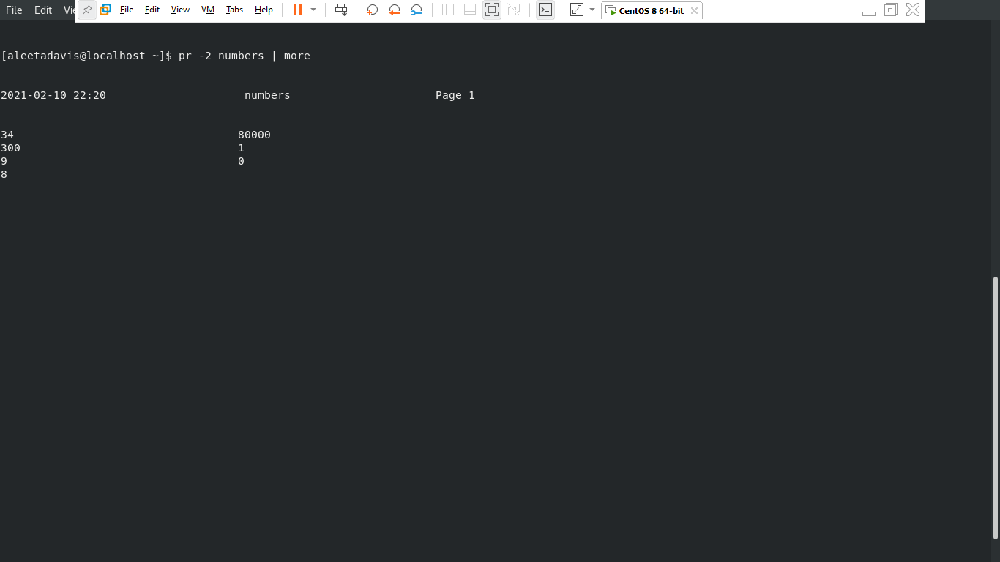 File Edit Vi File Edit View VM Tabs Help CentOS 8 64-bit
[aleetadavis@localhost ~]$ pr -2 numbers | more
2021-02-10 22:20 numbers Page 1
34 80000
300 1
9 0
8